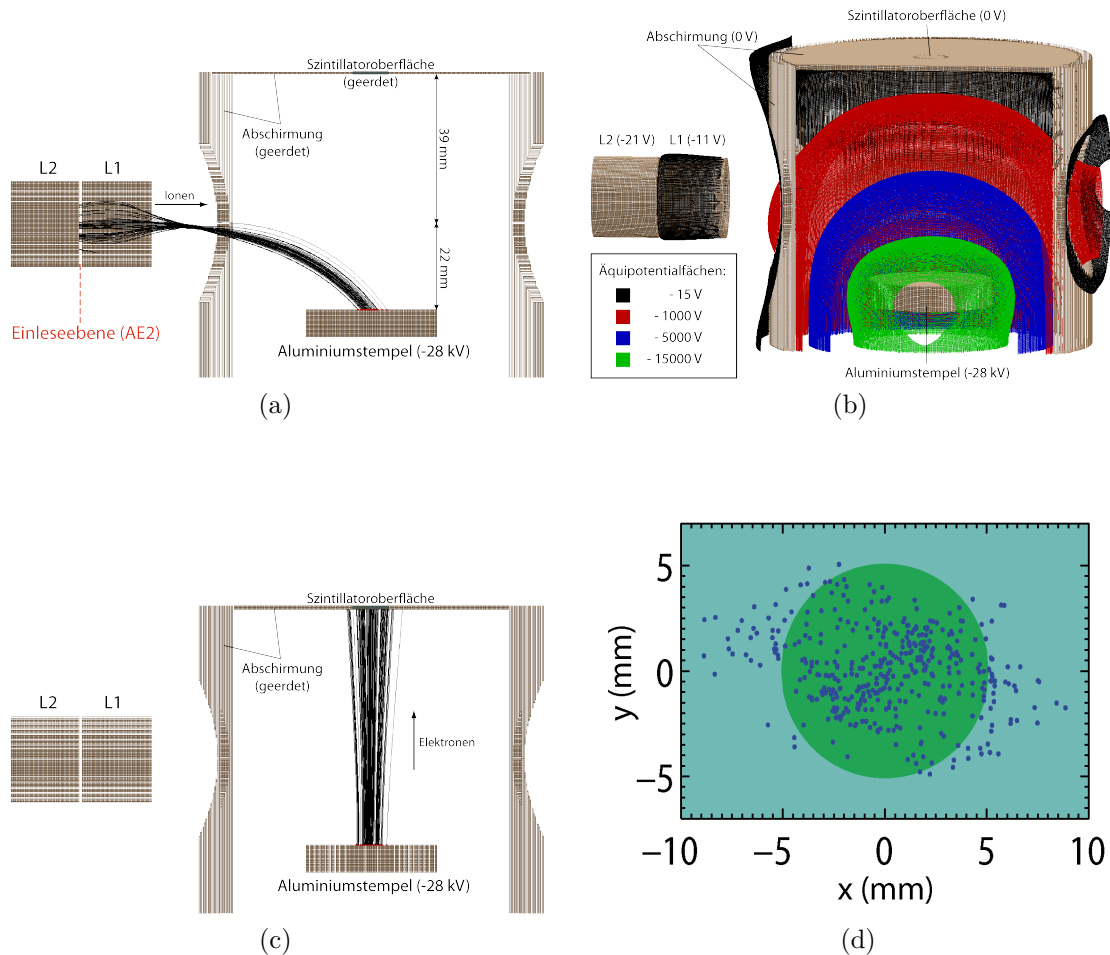 Szintillatoroberfläche
(geerdet)
Abschirmung
(geerdet)
39 mm
L2
L1
Ionen
22 mm
Einleseebene (AE2)
Aluminiumstempel (-28 kV)
(a)
Szintillatoroberfläche (0 V)
Abschirmung (0 V)
L2 (-21 V)
L1 (-11 V)
Äquipotentialfächen:
- 15 V
- 1000 V
- 5000 V
- 15000 V
Aluminiumstempel (-28 kV)
(b)
Szintillatoroberfläche
Abschirmung
(geerdet)
L2
L1
Elektronen
Aluminiumstempel (-28 kV)
(c)
y (mm)
5
0
−5
−10
−5
0
5
10
x (mm)
(d)